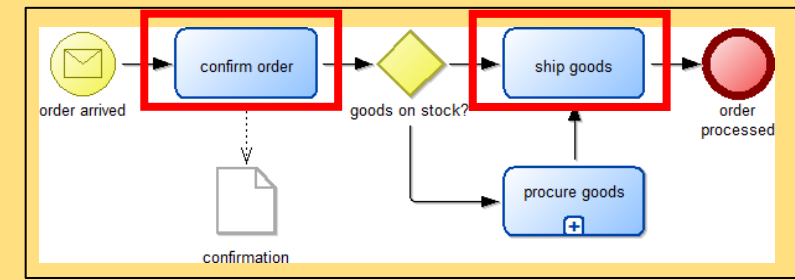 confirm order
ship goods
order arrived
goods on stock?
order
processed
procure goods
confirmation